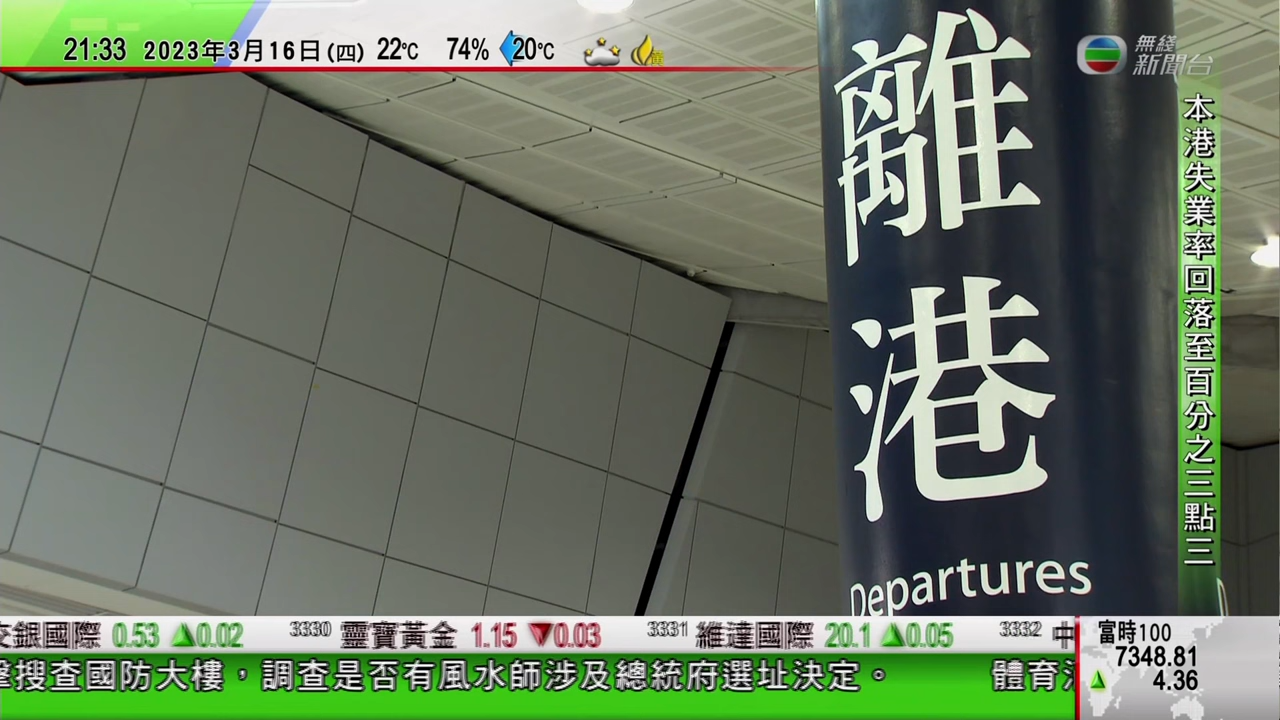 21:33 2023年3月16日(四) 22℃ 74% 20℃
無綫
新聞台
離港
Departures
本港失業率回落至百分之三點三
交銀國際 0.53 ▲0.02 3330 靈寶黃金 1.15 ▼0.03 3331 維達國際 20.1 ▲0.05 3332 中
擊搜查國防大樓，調查是否有風水師涉及總統府選址決定。 體育
富時100
7348.81
▲ 4.36